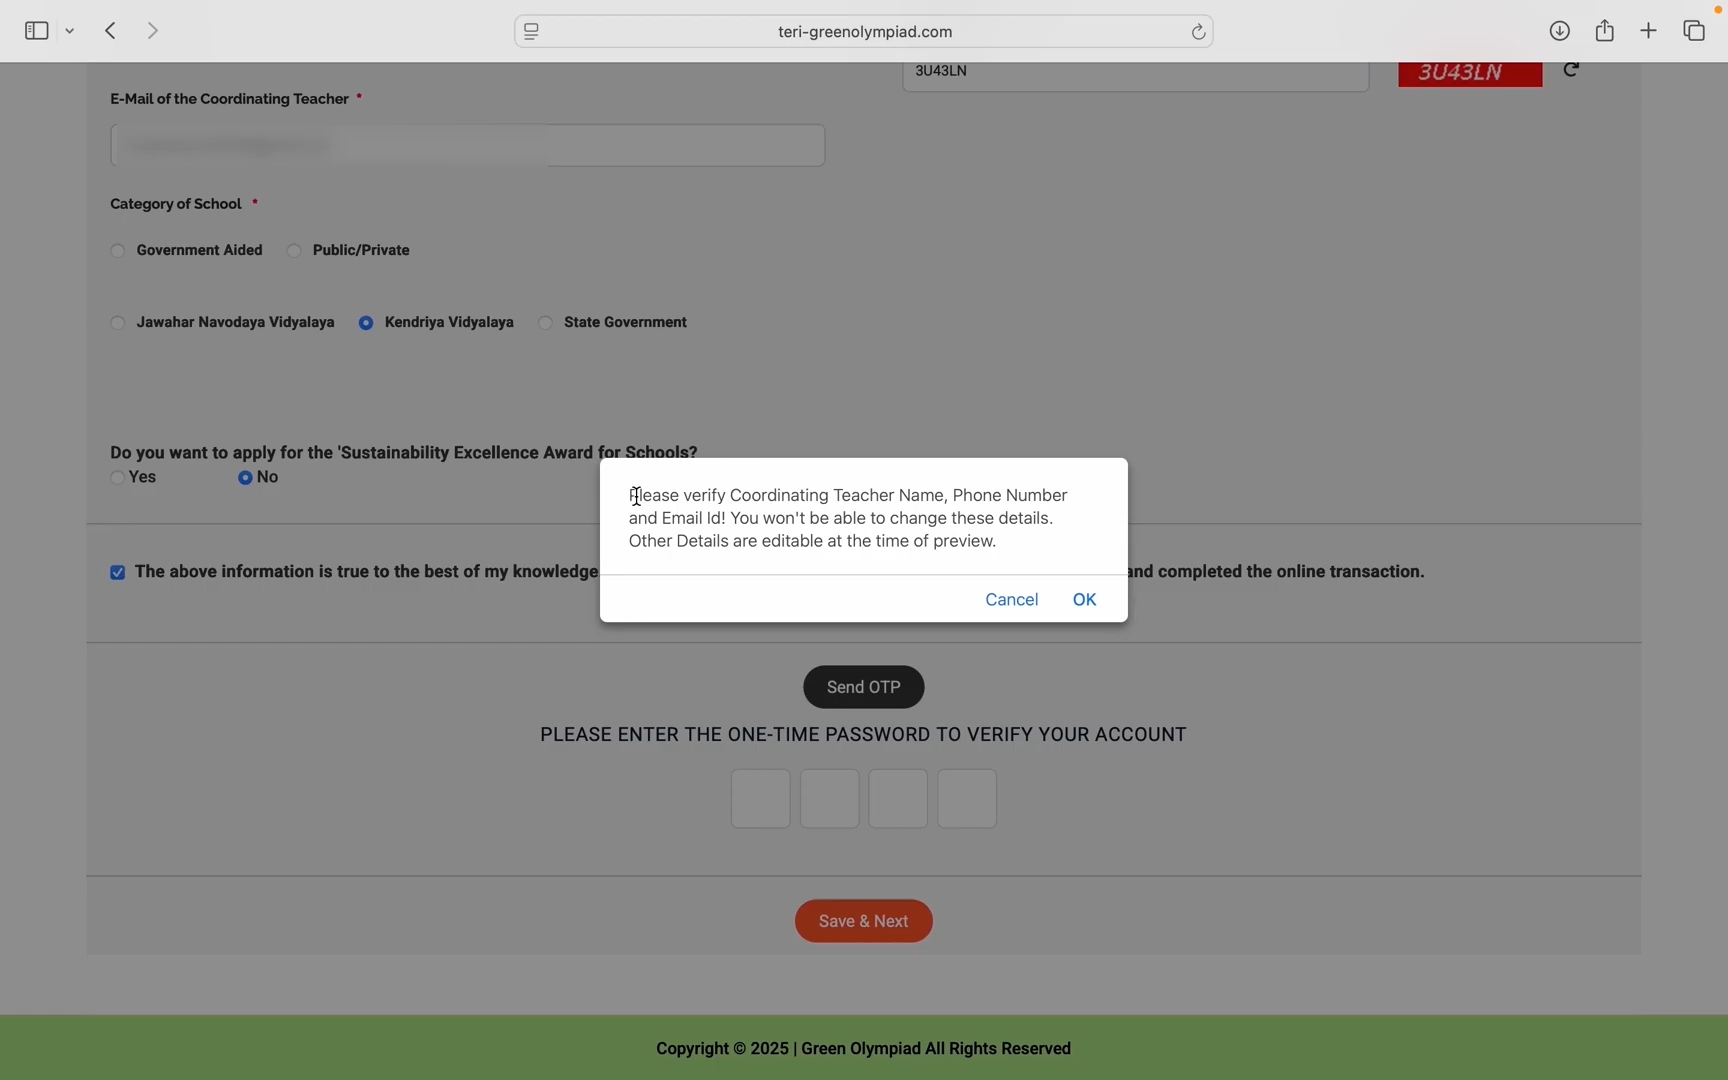 teri-greenolympiad.com
3U43LN
3U43LN
E-Mail of the Coordinating Teacher *
Category of School *
Government Aided Public/Private
Jawahar Navodaya Vidyalaya Kendriya Vidyalaya State Government
Do you want to apply for the 'Sustainability Excellence Award for Schools?
Yes No
Please verify Coordinating Teacher Name, Phone Number
and Email Id! You won't be able to change these details.
Other Details are editable at the time of preview.
Cancel OK
The above information is true to the best of my knowledge and completed the online transaction.
Send OTP
PLEASE ENTER THE ONE-TIME PASSWORD TO VERIFY YOUR ACCOUNT
Save & Next
Copyright © 2025 | Green Olympiad All Rights Reserved